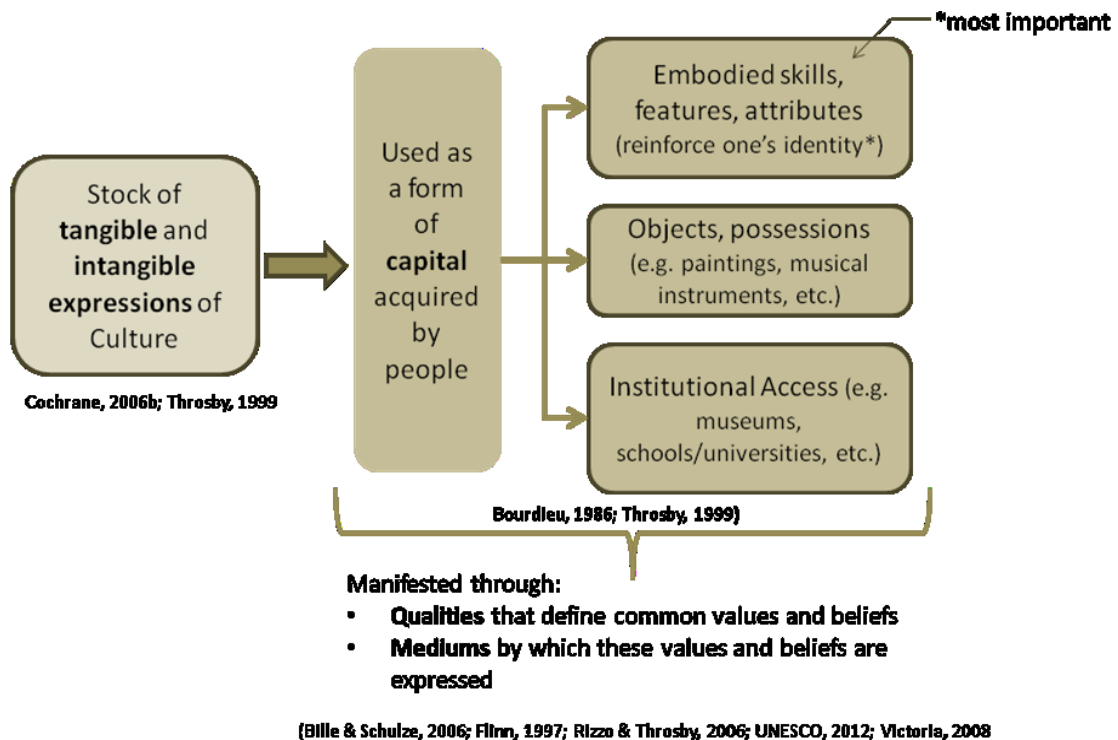 *most important
Embodied skills,
features, attributes
(reinforce one's identity*)
Stock of
tangible and
intangible
expressions of
Culture
Cochrane, 2006b; Throsby, 1999
Used as
a form
of
capital
acquired
by
people
Objects, possessions
(e.g. paintings, musical
instruments, etc.)
Institutional Access (e.g.
museums,
schools/universities, etc.)
Bourdieu, 1986; Throsby, 1999)
Manifested through:
• Qualities that define common values and beliefs
• Mediums by which these values and beliefs are
expressed
(Bille & Schulze, 2006; Flinn, 1997; Rizzo & Throsby, 2006; UNESCO, 2012; Victoria, 2008